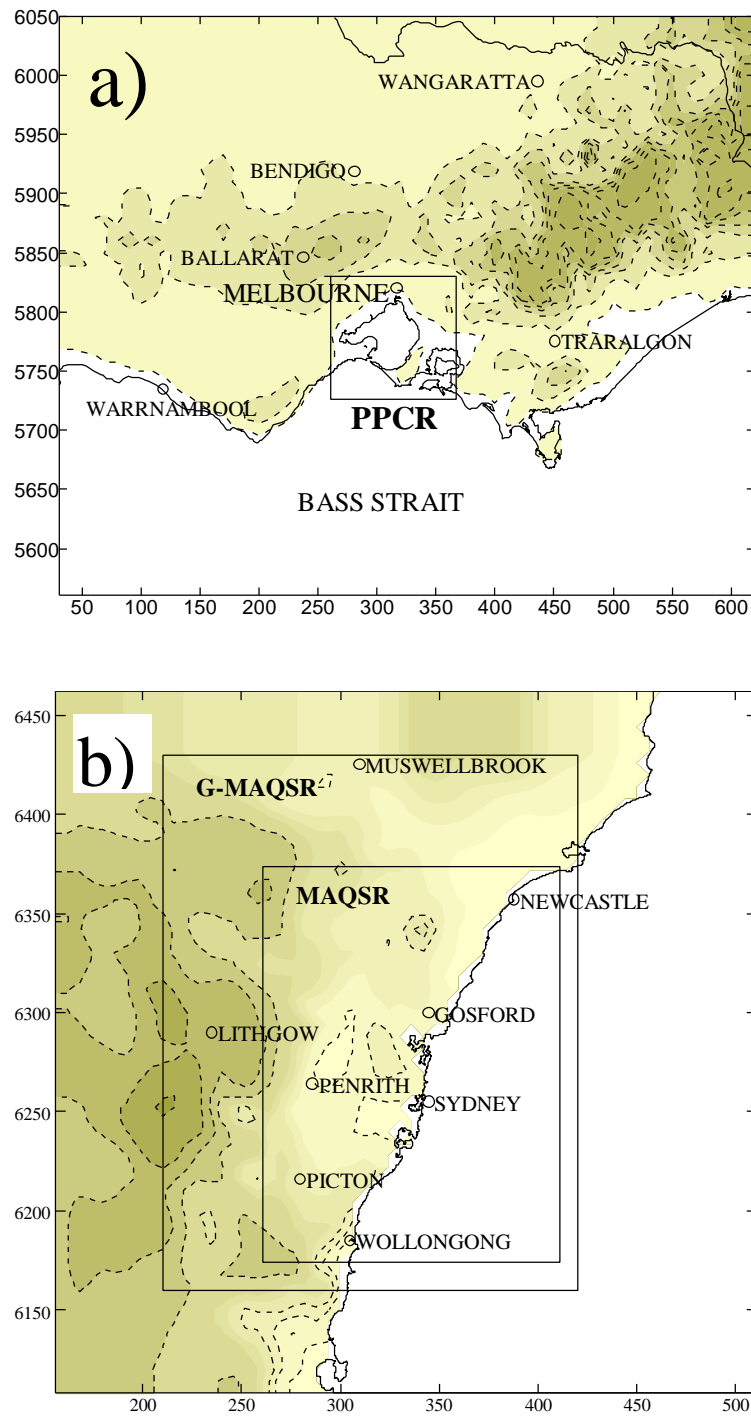 6050
a)
6000
WANGARATTA
5950
BENDIGO
5900
5850
BALLARAT
MELBOURNE
5800
TRARALGON
5750
WARRNAMBOOL
PPCR
5700
5650
BASS STRAIT
5600
50 100 150 200 250 300 350 400 450 500 550 600
6450
b)
MUSWELLBROOK
G-MAQSR
6400
MAQSR
6350
NEWCASTLE
6300
GOSFORD
LITHGOW
PENRITH
6250
SYDNEY
PICTON
6200
WOLLONGONG
6150
200 250 300 350 400 450 500